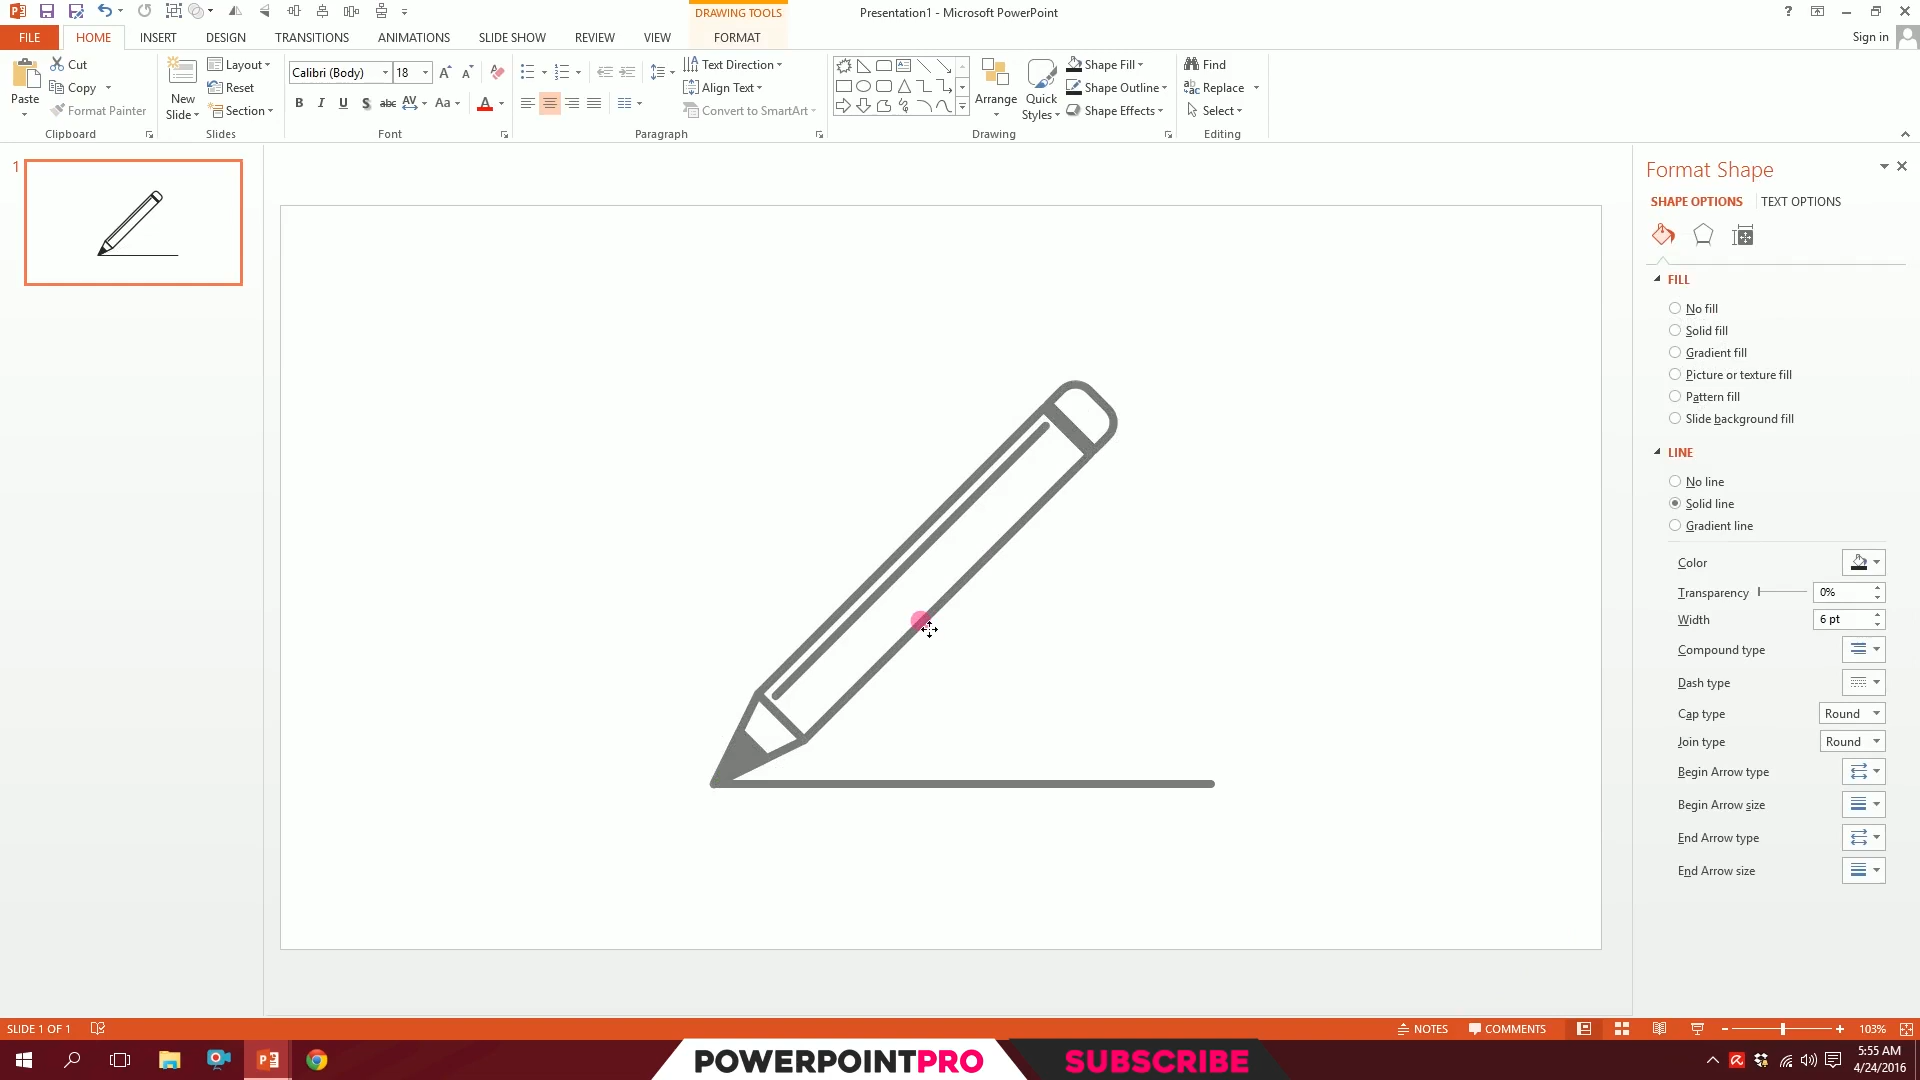 DRAWING TOOLS
Presentation1 - Microsoft PowerPoint
?
FILE
HOME
INSERT
DESIGN
TRANSITIONS
ANIMATIONS
SLIDE SHOW
REVIEW
VIEW
FORMAT
Sign in
Paste
Cut
Copy
Format Painter
Clipboard
New
Slide
Layout
Reset
Section
Slides
Calibri (Body)
18
B I U S abc AV Aa A
Font
Text Direction
Align Text
Convert to SmartArt
Paragraph
Arrange
Quick
Styles
Shape Fill
Shape Outline
Shape Effects
Drawing
Find
Replace
Select
Editing
1
Format Shape
SHAPE OPTIONS
TEXT OPTIONS
FILL
No fill
Solid fill
Gradient fill
Picture or texture fill
Pattern fill
Slide background fill
LINE
No line
Solid line
Gradient line
Color
Transparency
0%
Width
6 pt
Compound type
Dash type
Cap type
Round
Join type
Round
Begin Arrow type
Begin Arrow size
End Arrow type
End Arrow size
SLIDE 1 OF 1
NOTES
COMMENTS
103%
POWERPOINTPRO
SUBSCRIBE
5:55 AM
4/24/2016